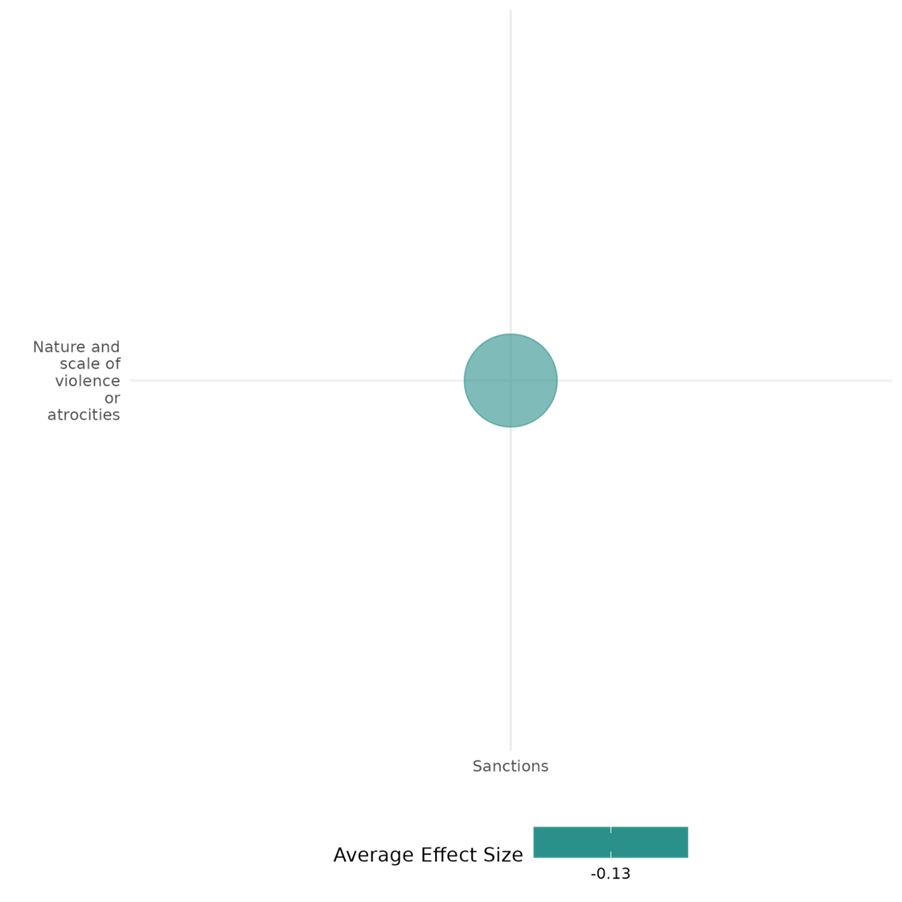 Nature and
scale of
violence
or
atrocities
Sanctions
Average Effect Size
-0.13